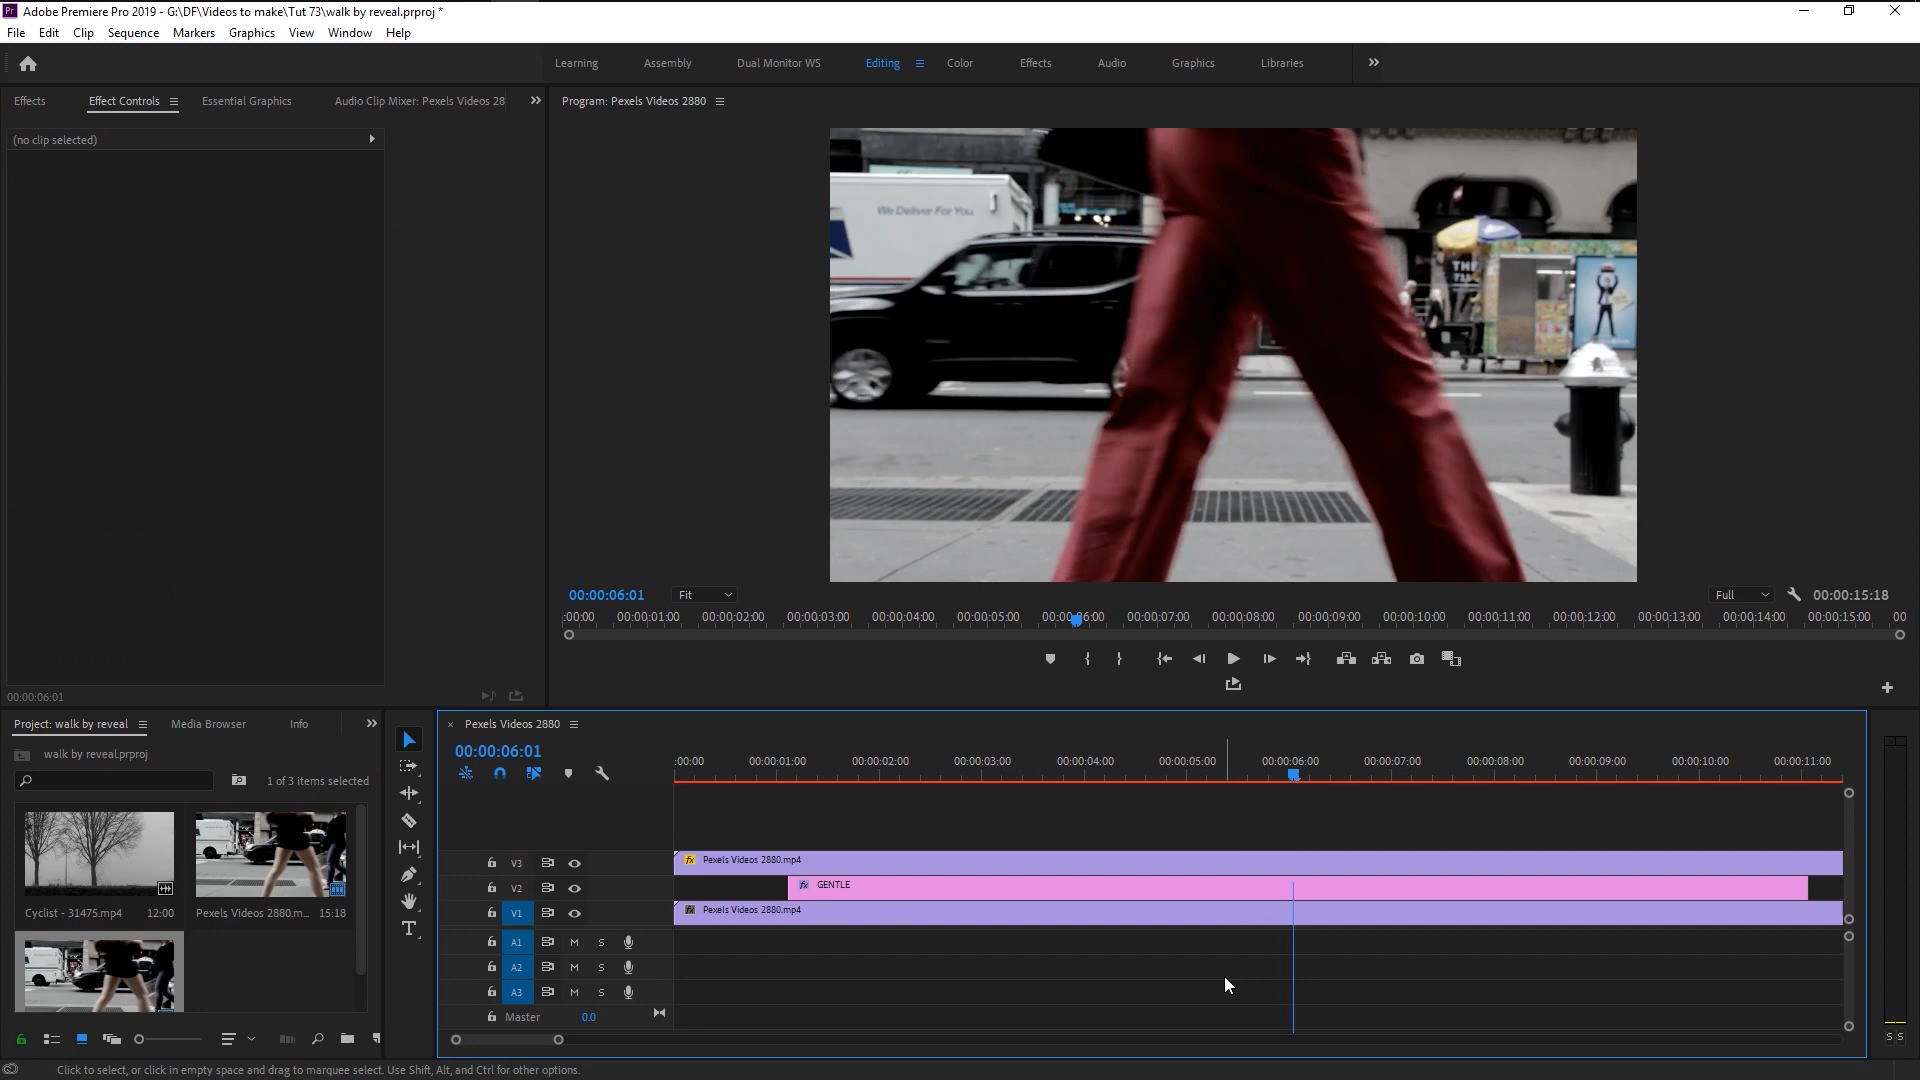 Adobe Premiere Pro 2019 - G:\DF\Videos to make\Tut 73\walk by reveal.prproj *
File Edit Clip Sequence Markers Graphics View Window Help
Learning Assembly Dual Monitor WS Editing Color Effects Audio Graphics Libraries
Effects Effect Controls Essential Graphics Audio Clip Mixer: Pexels Videos 28
Program: Pexels Videos 2880
(no clip selected)
We Deliver For You.
THE
00:00:06:01 Fit Full 00:00:15:18
:00:00 00:00:01:00 00:00:02:00 00:00:03:00 00:00:04:00 00:00:05:00 00:00:06:00 00:00:07:00 00:00:08:00 00:00:09:00 00:00:10:00 00:00:11:00 00:00:12:00 00:00:13:00 00:00:14:00 00:00:15:00 00
00:00:06:01
Project: walk by reveal Media Browser Info
walk by reveal.prproj
1 of 3 items selected
Cyclist - 31475.mp4 12:00
Pexels Videos 2880.m... 15:18
Pexels Videos 2880
00:00:06:01
:00:00 00:00:01:00 00:00:02:00 00:00:03:00 00:00:04:00 00:00:05:00 00:00:06:00 00:00:07:00 00:00:08:00 00:00:09:00 00:00:10:00 00:00:11:00
V3 fx Pexels Videos 2880.mp4
V2 fx GENTLE
V1 fx Pexels Videos 2880.mp4
A1 M S
A2 M S
A3 M S
Master 0.0
S S
Click to select, or click in empty space and drag to marquee select. Use Shift, Alt, and Ctrl for other options.